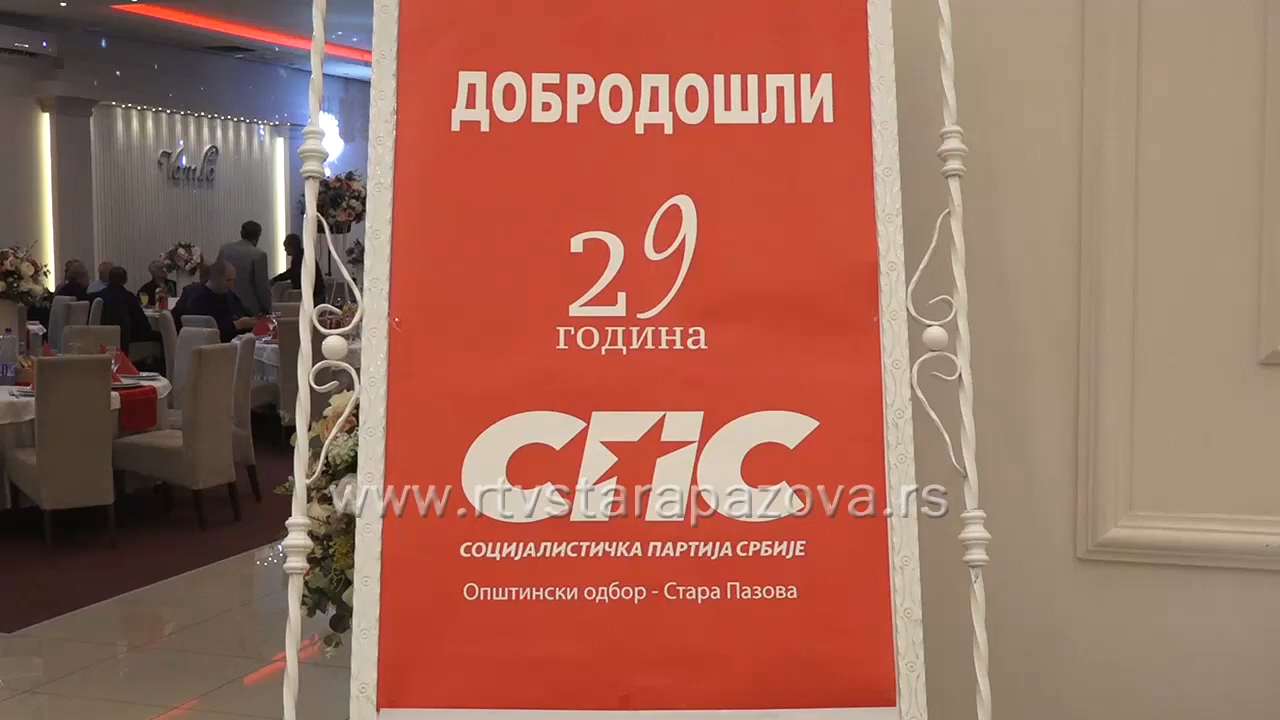 ДОБРОДОШЛИ
29
година
СПС
www.rtvstarapazova.rs
СОЦИЈАЛИСТИЧКА ПАРТИЈА СРБИЈЕ
Општински одбор - Стара Пазова